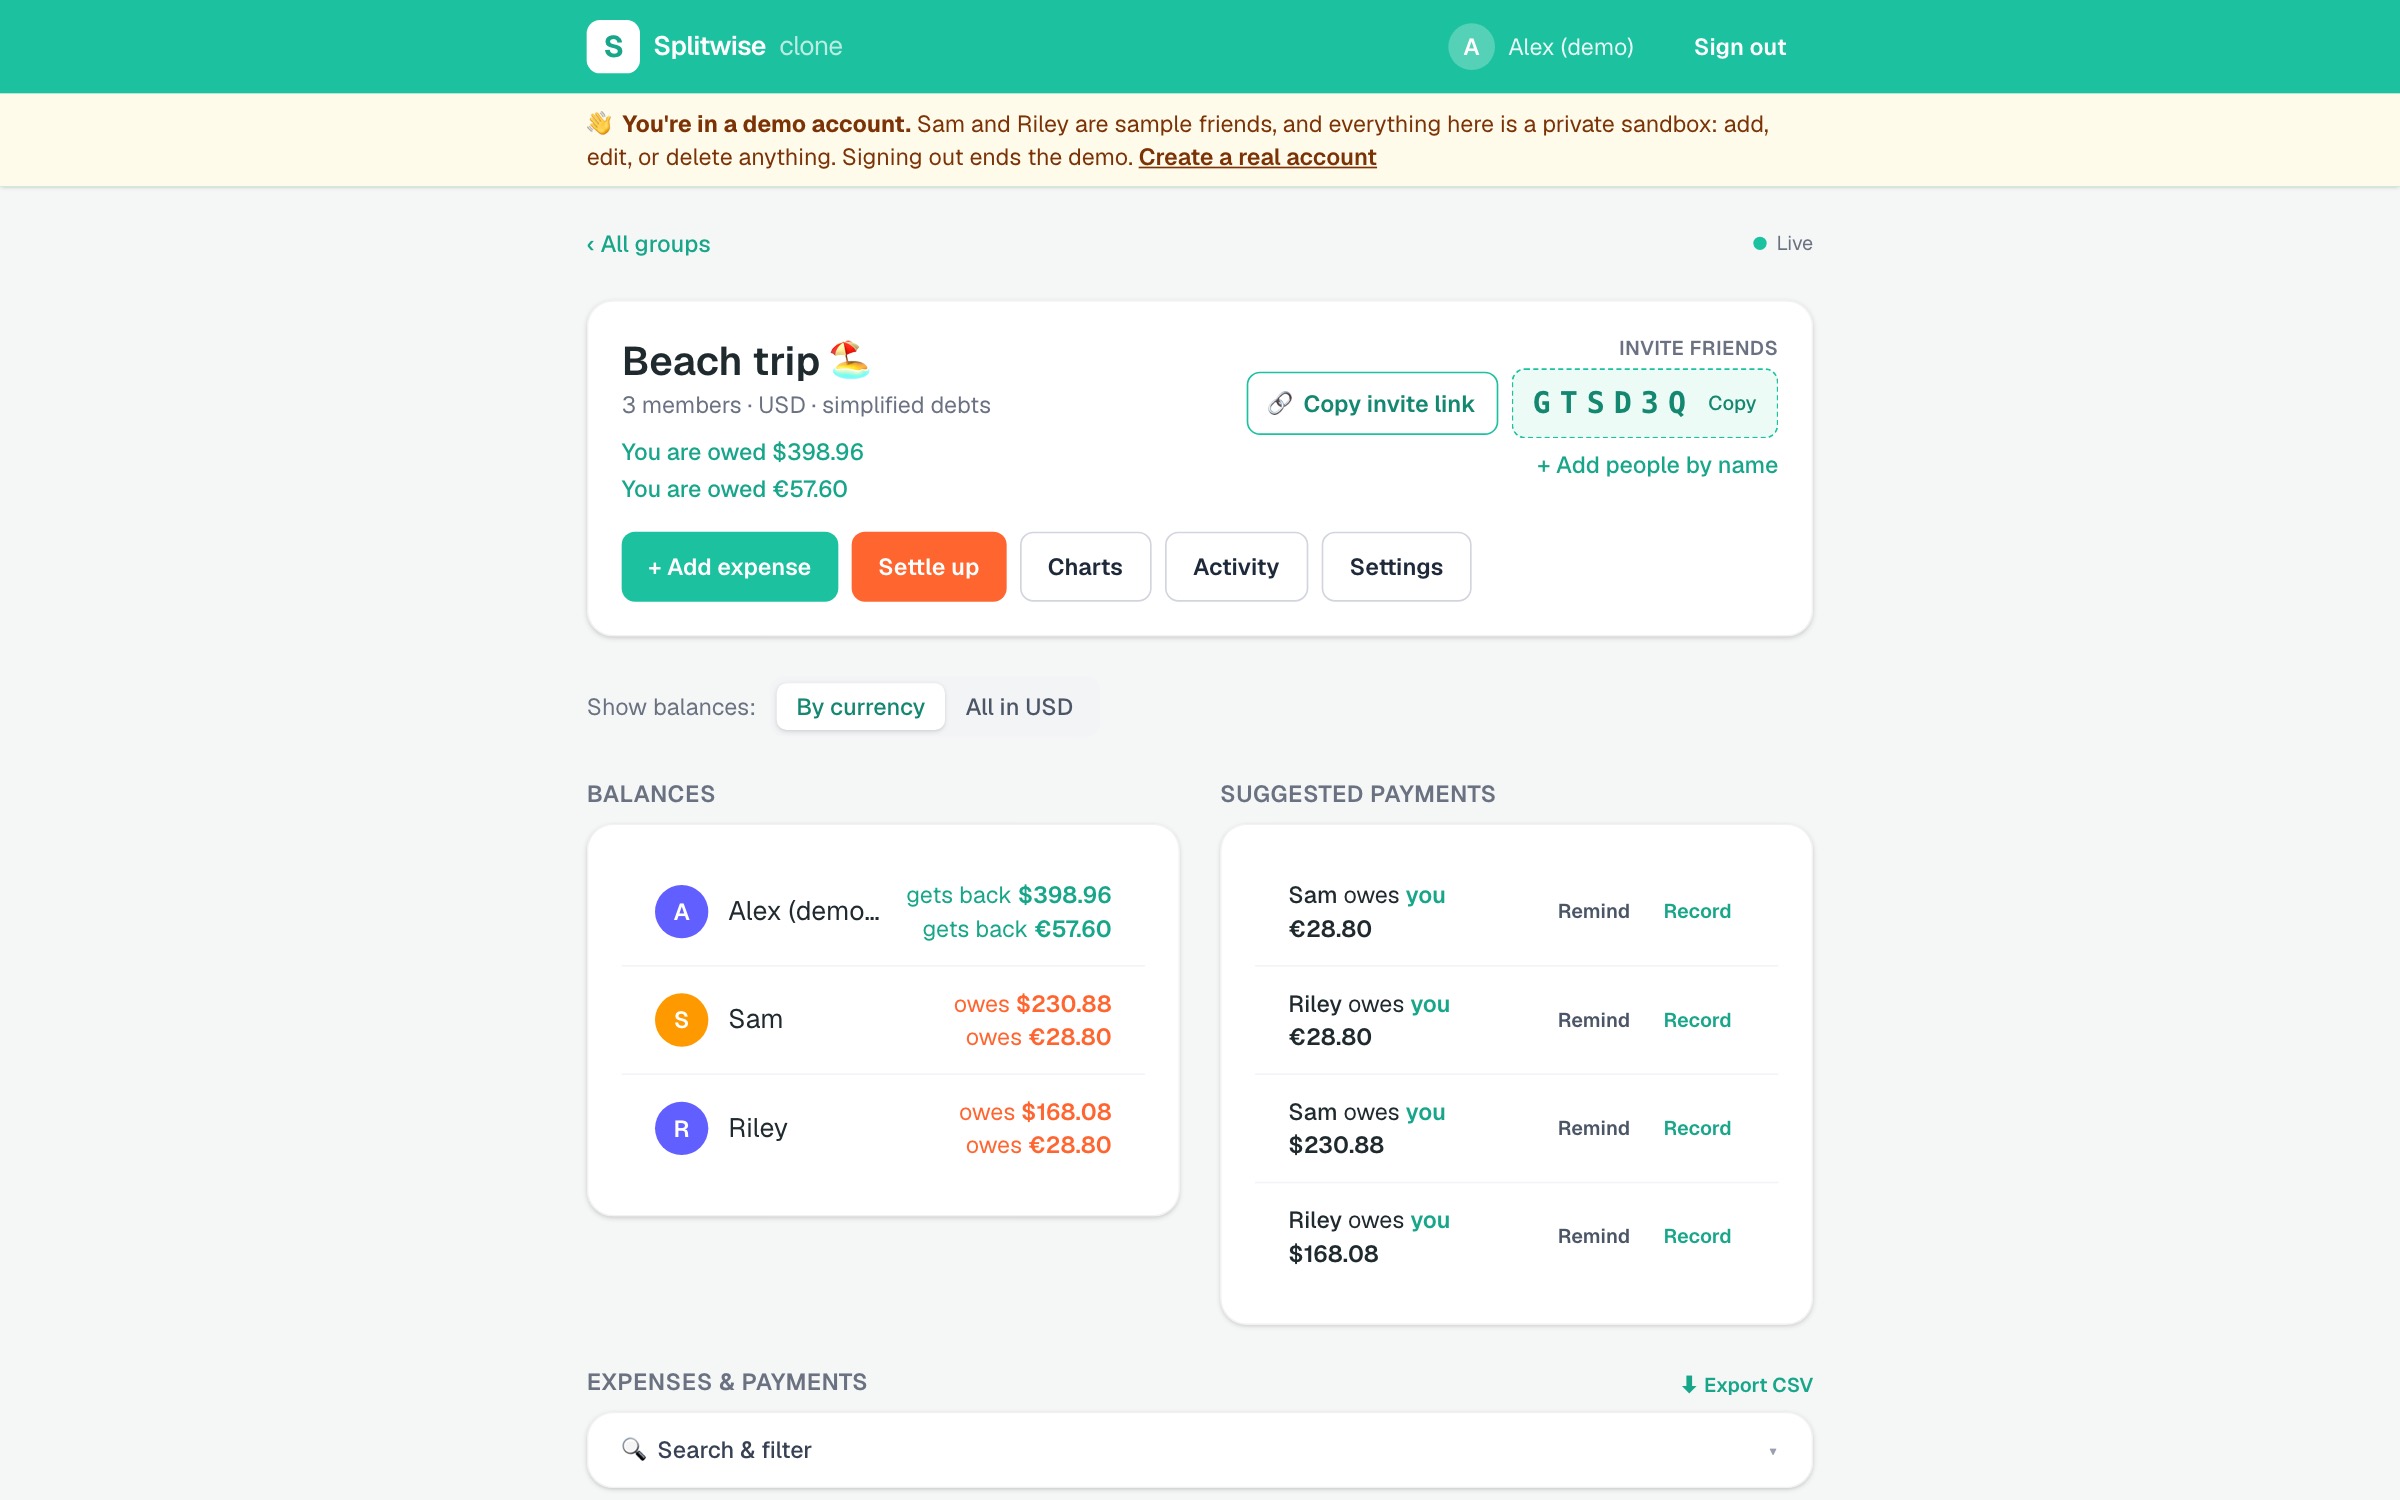 S Splitwise clone
A Alex (demo) Sign out
👋 You're in a demo account. Sam and Riley are sample friends, and everything here is a private sandbox: add,
edit, or delete anything. Signing out ends the demo. Create a real account
‹ All groups
Live
Beach trip 🏖️
3 members · USD · simplified debts
You are owed $398.96
You are owed €57.60
INVITE FRIENDS
🔗 Copy invite link
GTSD3Q Copy
+ Add people by name
+ Add expense
Settle up
Charts
Activity
Settings
Show balances: By currency All in USD
BALANCES
A Alex (demo... gets back $398.96
gets back €57.60
S Sam owes $230.88
owes €28.80
R Riley owes $168.08
owes €28.80
SUGGESTED PAYMENTS
Sam owes you
€28.80
Remind Record
Riley owes you
€28.80
Remind Record
Sam owes you
$230.88
Remind Record
Riley owes you
$168.08
Remind Record
EXPENSES & PAYMENTS
⬇ Export CSV
🔍 Search & filter ▾